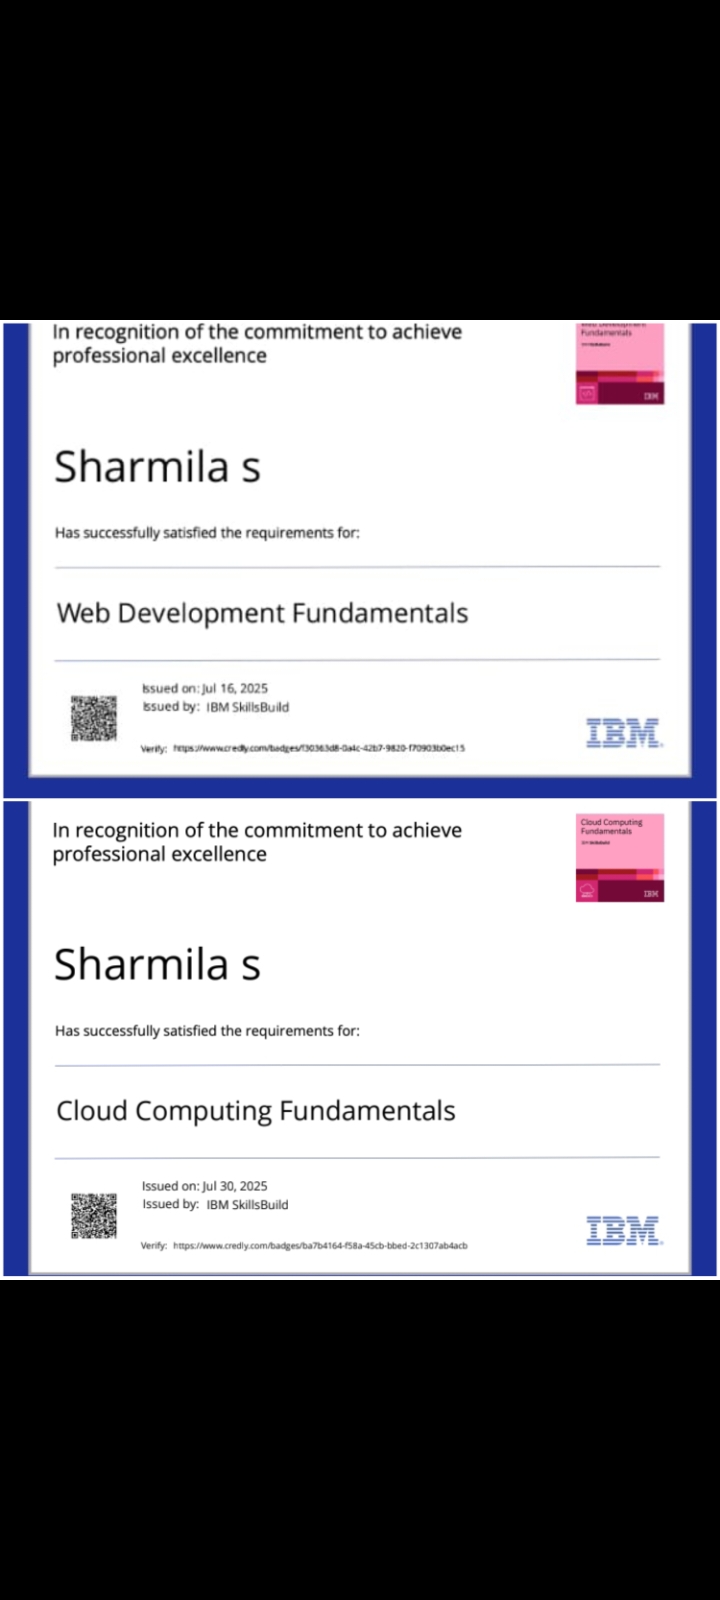 In recognition of the commitment to achieve
professional excellence
Web Development
Fundamentals
IBM
Sharmila s
Has successfully satisfied the requirements for:
Web Development Fundamentals
Issued on: Jul 16, 2025
Issued by: IBM SkillsBuild
IBM
Verify: https://www.credly.com/badges/f30363d8-0a4c-42b7-9820-f70903b0ec15
In recognition of the commitment to achieve
professional excellence
Cloud Computing
Fundamentals
IBM
Sharmila s
Has successfully satisfied the requirements for:
Cloud Computing Fundamentals
Issued on: Jul 30, 2025
Issued by: IBM SkillsBuild
IBM
Verify: https://www.credly.com/badges/ba7b4164-f58a-45cb-bbed-2c1307ab4acb